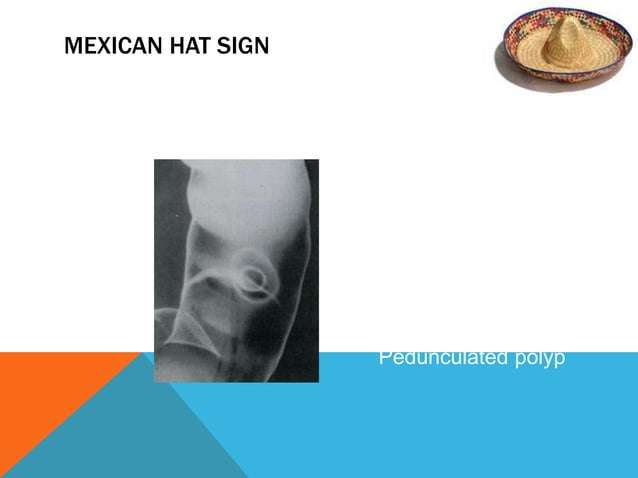 MEXICAN HAT SIGN
Pedunculated polyp